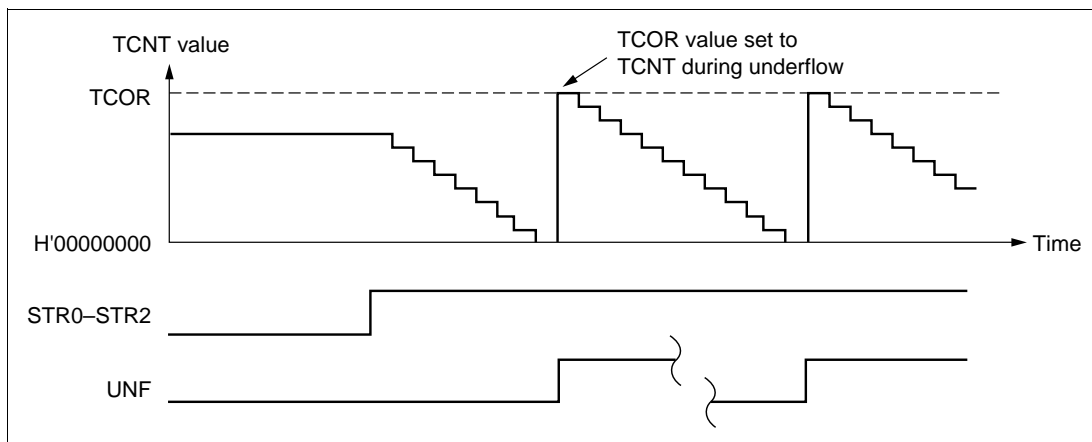 TCNT value
TCOR value set to
TCNT during underflow
TCOR
H'00000000
Time
STR0–STR2
UNF